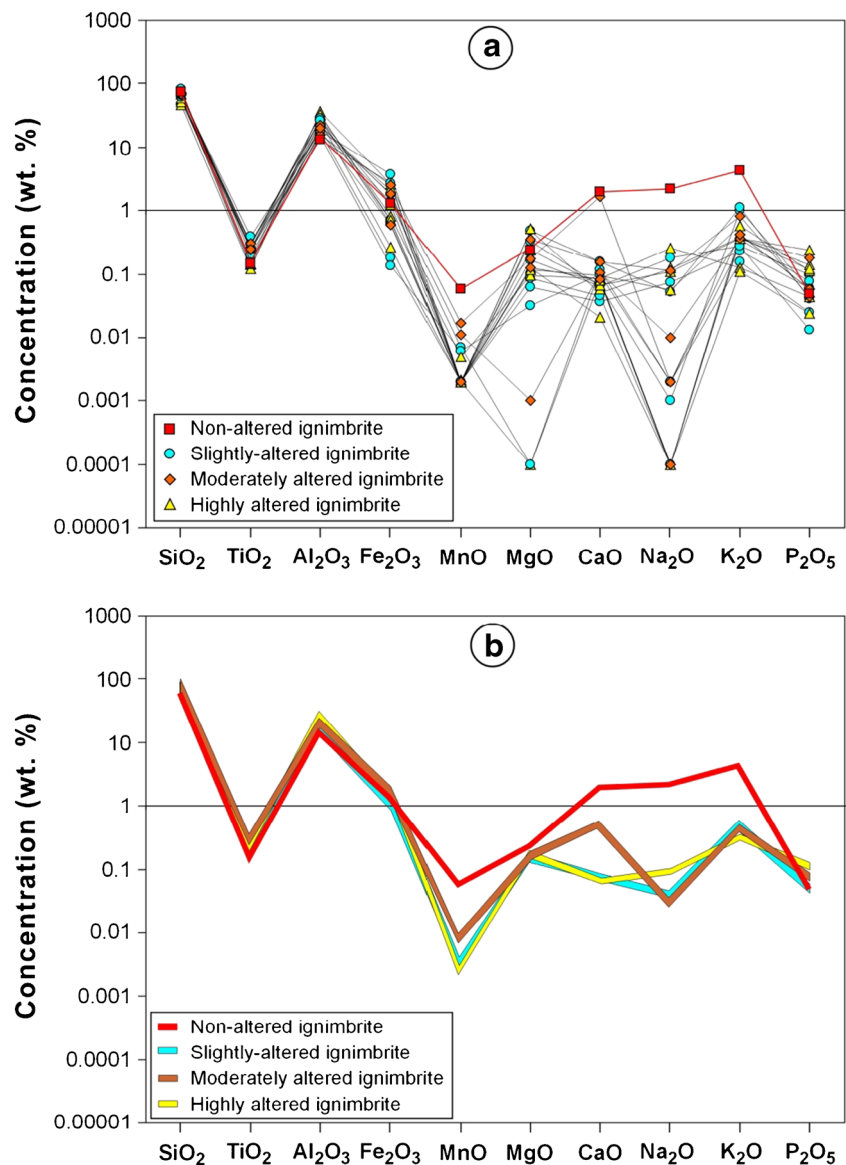 a
Concentration (wt. %)
1000
100
10
1
0.1
0.01
0.001
0.0001
0.00001
Non-altered ignimbrite
Slightly-altered ignimbrite
Moderately altered ignimbrite
Highly altered ignimbrite
SiO₂ TiO₂ Al₂O₃ Fe₂O₃ MnO MgO CaO Na₂O K₂O P₂O₅
b
Concentration (wt. %)
1000
100
10
1
0.1
0.01
0.001
0.0001
0.00001
Non-altered ignimbrite
Slightly-altered ignimbrite
Moderately altered ignimbrite
Highly altered ignimbrite
SiO₂ TiO₂ Al₂O₃ Fe₂O₃ MnO MgO CaO Na₂O K₂O P₂O₅